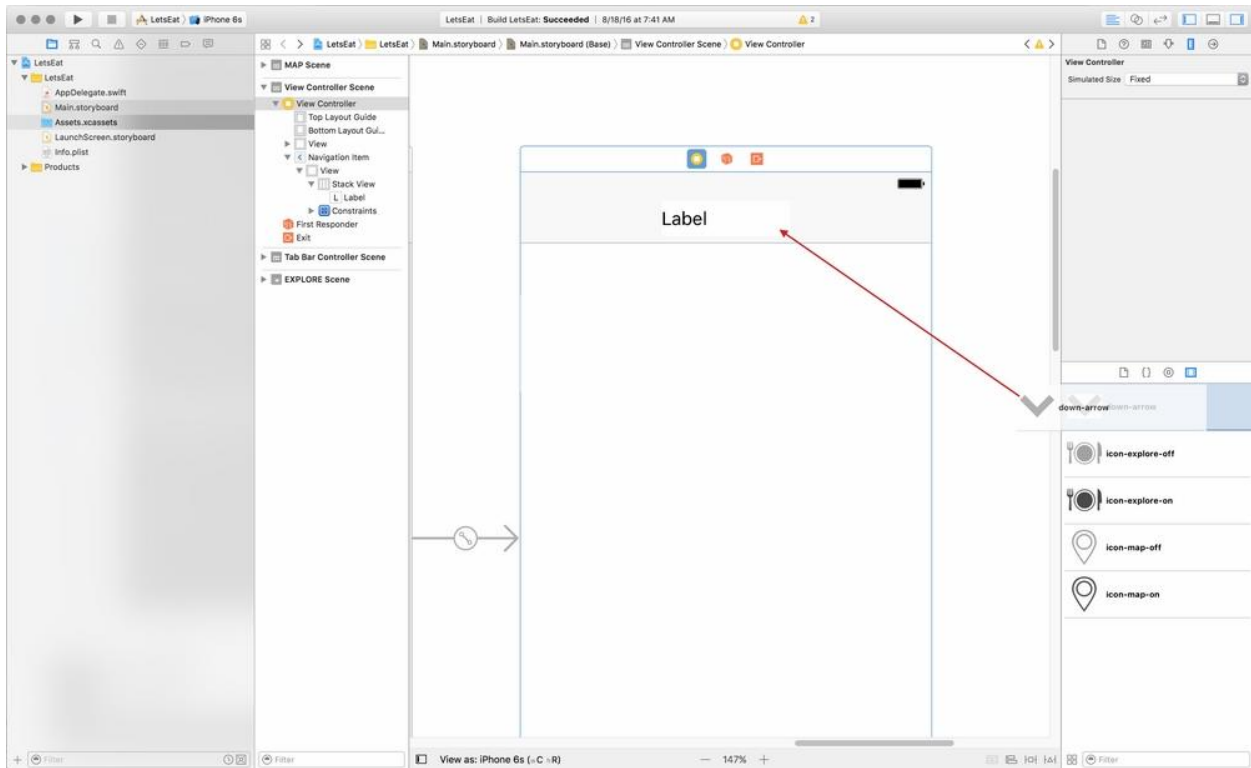 LetsEat iPhone 6s
LetsEat | Build LetsEat: Succeeded | 8/18/16 at 7:41 AM
2
LetsEat LetsEat Main.storyboard Main.storyboard (Base) View Controller Scene View Controller
LetsEat
LetsEat
AppDelegate.swift
Main.storyboard
Assets.xcassets
LaunchScreen.storyboard
Info.plist
Products
MAP Scene
View Controller Scene
View Controller
Top Layout Guide
Bottom Layout Gui...
View
Navigation Item
View
Stack View
L Label
Constraints
First Responder
Exit
Tab Bar Controller Scene
EXPLORE Scene
Label
View Controller
Simulated Size Fixed
down-arrow down-arrow
icon-explore-off
icon-explore-on
icon-map-off
icon-map-on
Filter
Filter
View as: iPhone 6s (wC hR)
— 147% +
Filter